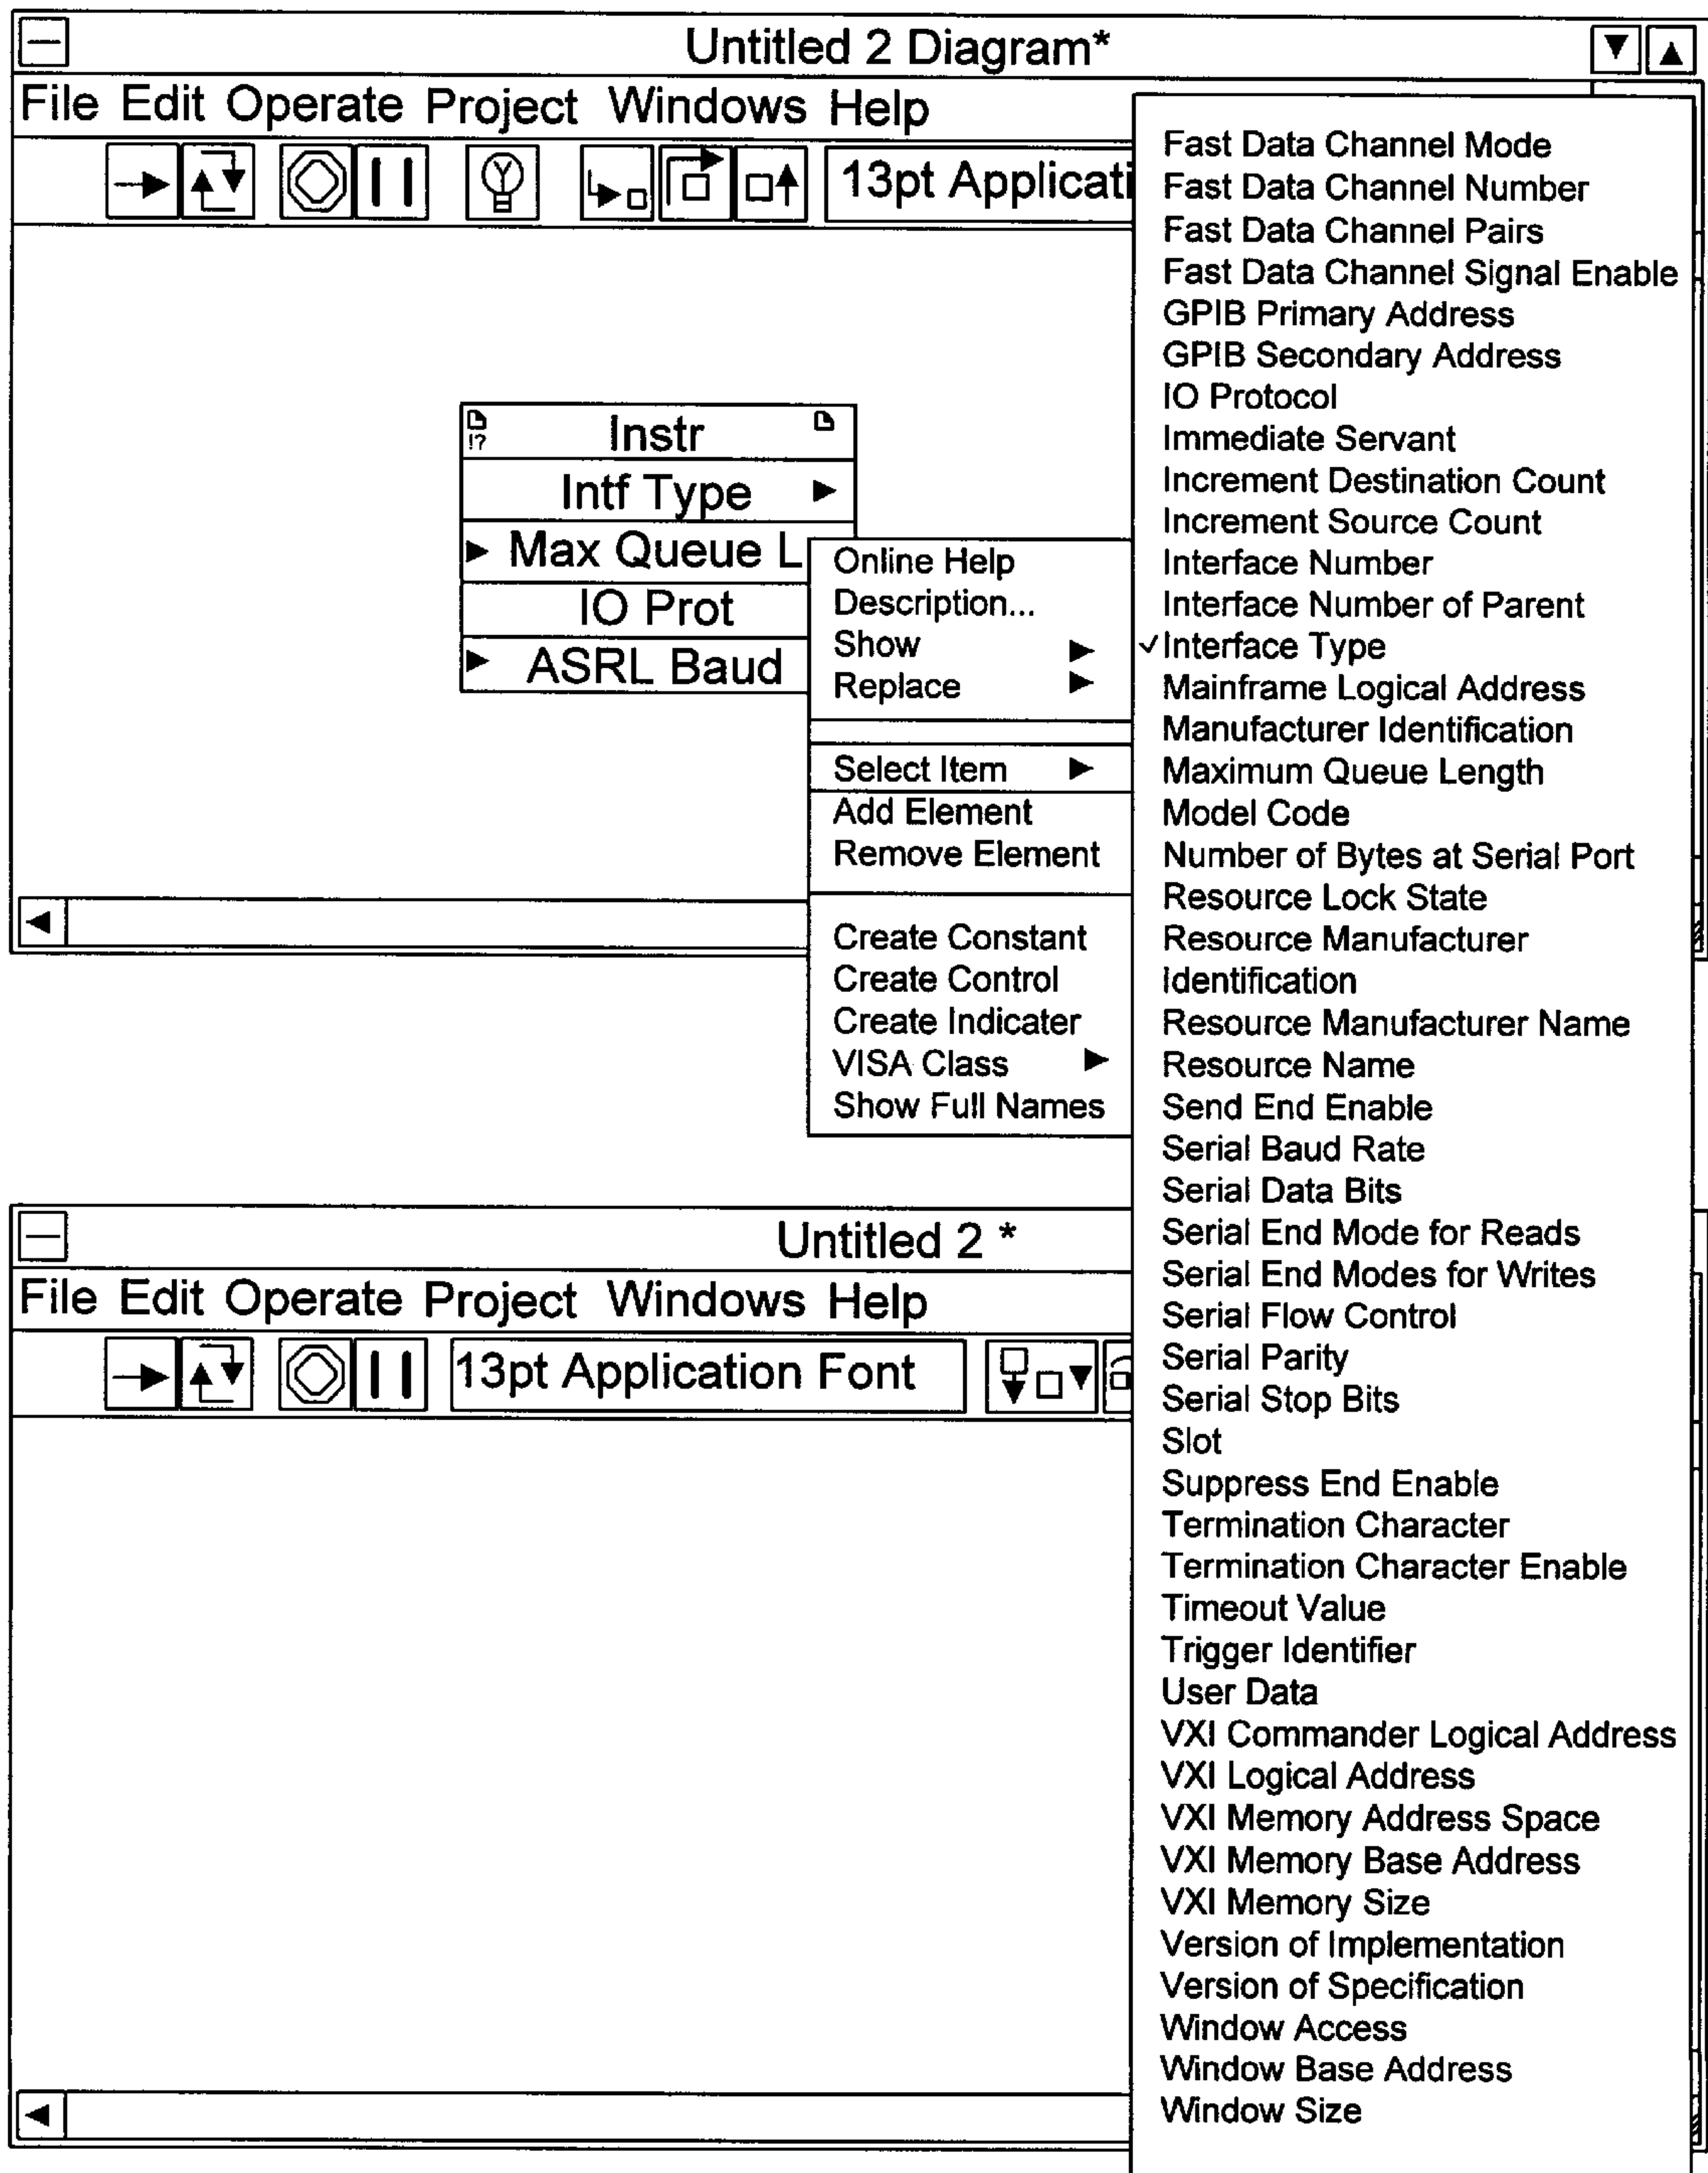 Untitled 2 Diagram*
File Edit Operate Project Windows Help
13pt Applicati
Instr
!?
Intf Type
Max Queue L
IO Prot
ASRL Baud
Online Help
Description...
Show
Replace
Select Item
Add Element
Remove Element
Create Constant
Create Control
Create Indicater
VISA Class
Show Full Names
Fast Data Channel Mode
Fast Data Channel Number
Fast Data Channel Pairs
Fast Data Channel Signal Enable
GPIB Primary Address
GPIB Secondary Address
IO Protocol
Immediate Servant
Increment Destination Count
Increment Source Count
Interface Number
Interface Number of Parent
✓Interface Type
Mainframe Logical Address
Manufacturer Identification
Maximum Queue Length
Model Code
Number of Bytes at Serial Port
Resource Lock State
Resource Manufacturer
Identification
Resource Manufacturer Name
Resource Name
Send End Enable
Serial Baud Rate
Serial Data Bits
Serial End Mode for Reads
Serial End Modes for Writes
Serial Flow Control
Serial Parity
Serial Stop Bits
Slot
Suppress End Enable
Termination Character
Termination Character Enable
Timeout Value
Trigger Identifier
User Data
VXI Commander Logical Address
VXI Logical Address
VXI Memory Address Space
VXI Memory Base Address
VXI Memory Size
Version of Implementation
Version of Specification
Window Access
Window Base Address
Window Size
Untitled 2 *
File Edit Operate Project Windows Help
13pt Application Font